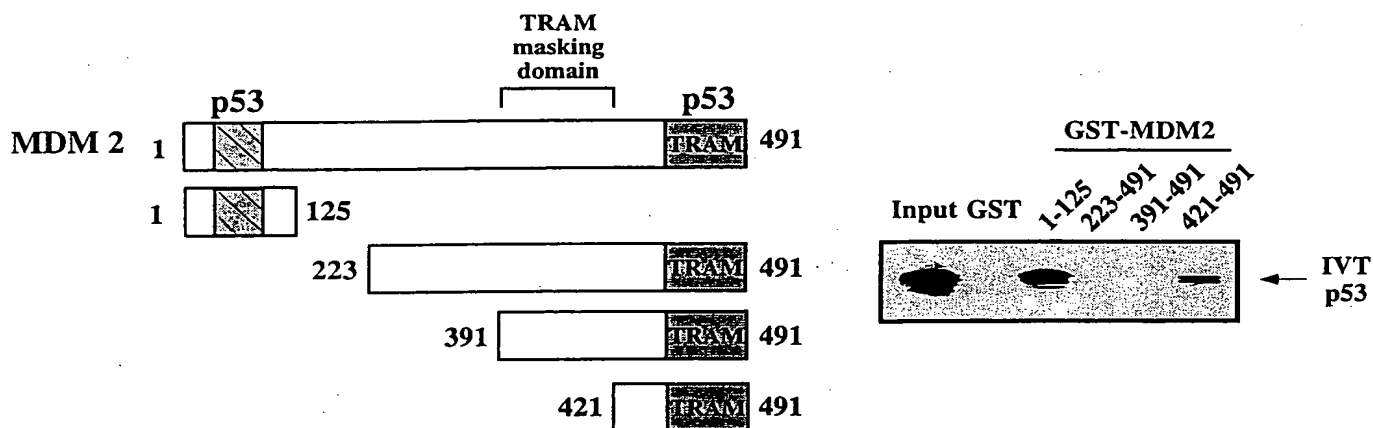 TRAM
masking
domain
p53 p53
MDM 2 1 TRAM 491
1 125
223 TRAM 491
391 TRAM 491
421 TRAM 491
GST-MDM2
Input GST 1-125 223-491 391-491 421-491
IVT
p53